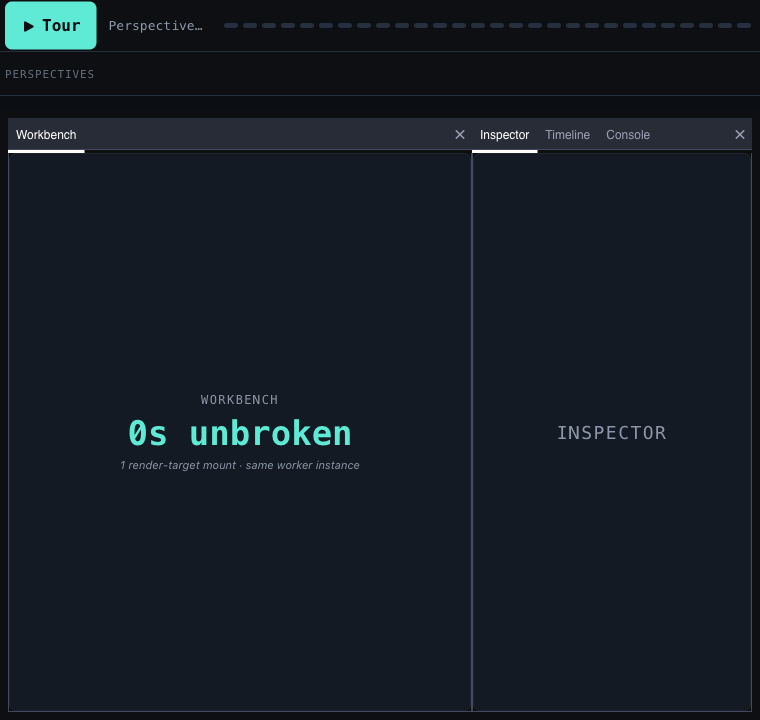 Tour
Perspective…
PERSPECTIVES
Workbench
Inspector Timeline Console
WORKBENCH
0s unbroken
1 render-target mount · same worker instance
INSPECTOR